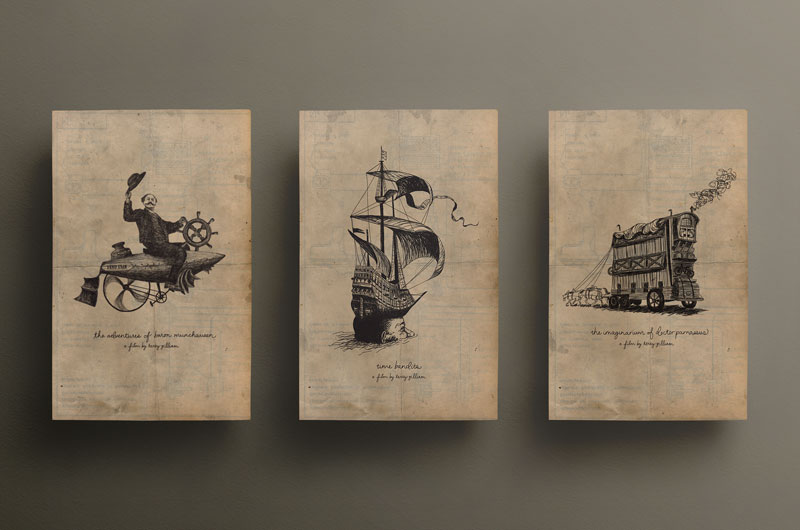 the adventures of baron munchausen
a film by terry gilliam
time bandits
a film by terry gilliam
the imaginarium of doctor parnassus
a film by terry gilliam